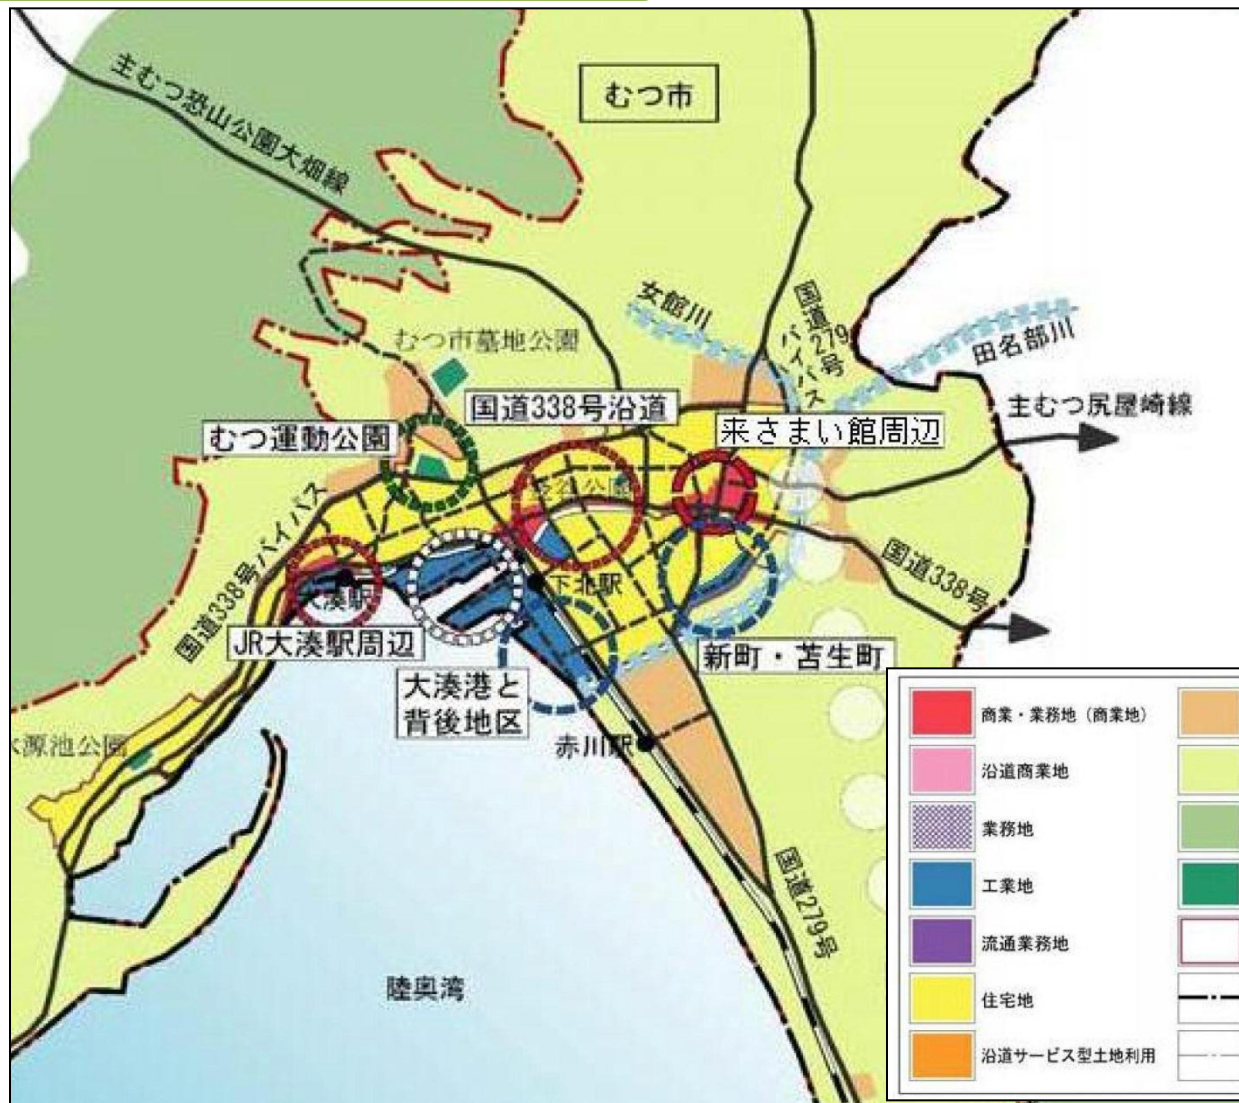 むつ市
主むつ恐山公園大畑線
女館川
国道279号
バイパス
田名部川
むつ市墓地公園
国道338号沿道
主むつ尻屋崎線
むつ運動公園
来さまい館周辺
国道338号バイパス
国道338号
大湊駅
下北駅
JR大湊駅周辺
新町・苫生町
大湊港と
背後地区
赤川駅
水源池公園
国道279号
陸奥湾
商業・業務地（商業地）
沿道商業地
業務地
工業地
流通業務地
住宅地
沿道サービス型土地利用